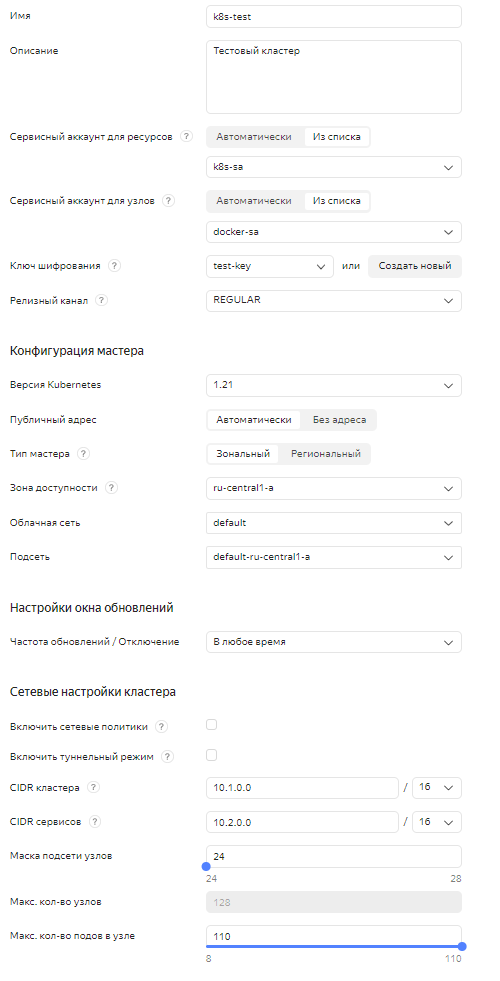 Имя k8s-test
Описание Тестовый кластер
Сервисный аккаунт для ресурсов ? Автоматически Из списка
k8s-sa
Сервисный аккаунт для узлов ? Автоматически Из списка
docker-sa
Ключ шифрования ? test-key или Создать новый
Релизный канал ? REGULAR
Конфигурация мастера
Версия Kubernetes 1.21
Публичный адрес Автоматически Без адреса
Тип мастера ? Зональный Региональный
Зона доступности ? ru-central1-a
Облачная сеть default
Подсеть default-ru-central1-a
Настройки окна обновлений
Частота обновлений / Отключение В любое время
Сетевые настройки кластера
Включить сетевые политики ?
Включить туннельный режим ?
CIDR кластера ? 10.1.0.0 / 16
CIDR сервисов ? 10.2.0.0 / 16
Маска подсети узлов 24
24 28
Макс. кол-во узлов 128
Макс. кол-во подов в узле 110
8 110